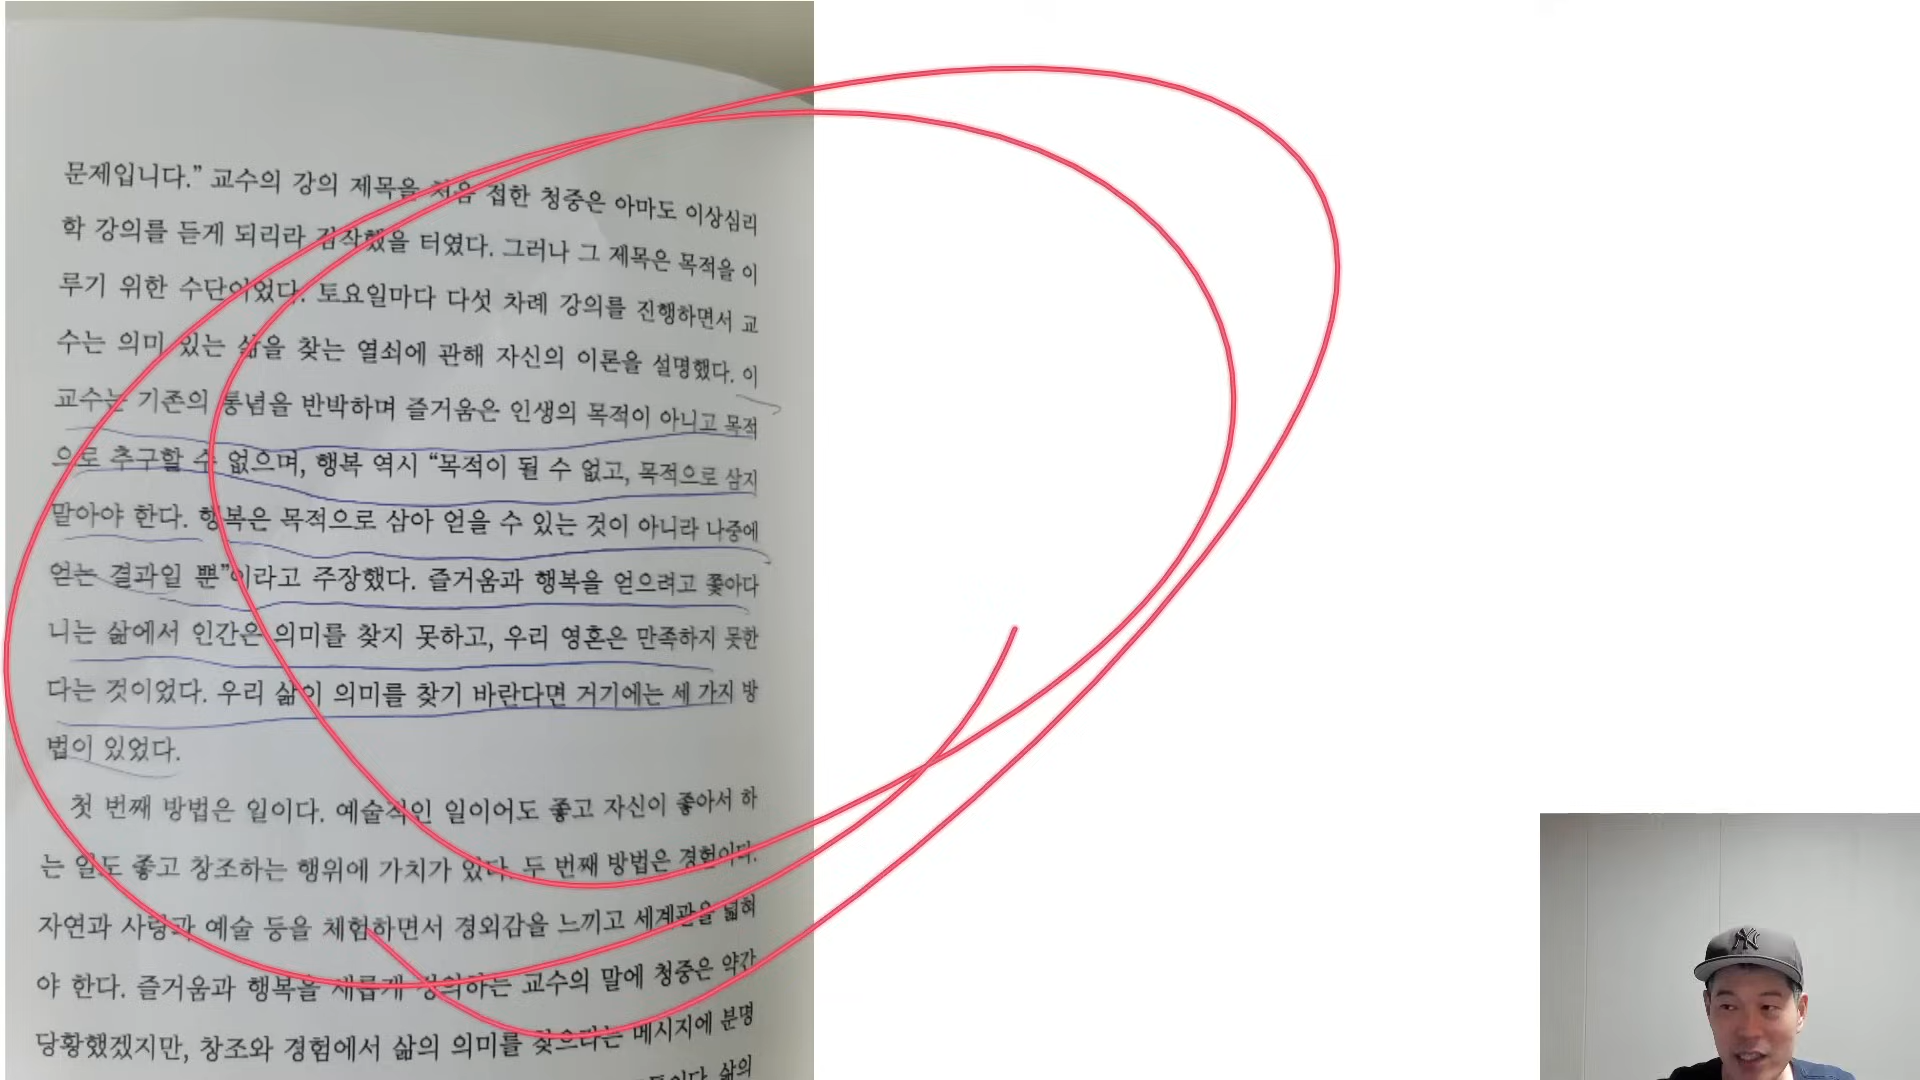 문제입니다.” 교수의 강의 제목을 처음 접한 청중은 아마도 이상심리
학 강의를 듣게 되리라 짐작했을 터였다. 그러나 그 제목은 목적을 이
루기 위한 수단이었다. 토요일마다 다섯 차례 강의를 진행하면서 교
수는 의미 있는 삶을 찾는 열쇠에 관해 자신의 이론을 설명했다. 이
교수는 기존의 통념을 반박하며 즐거움은 인생의 목적이 아니고 목적
으로 추구할 수 없으며, 행복 역시 “목적이 될 수 없고, 목적으로 삼지
말아야 한다. 행복은 목적으로 삼아 얻을 수 있는 것이 아니라 나중에
얻는 결과일 뿐”이라고 주장했다. 즐거움과 행복을 얻으려고 쫓아다
니는 삶에서 인간은 의미를 찾지 못하고, 우리 영혼은 만족하지 못한
다는 것이었다. 우리 삶이 의미를 찾기 바란다면 거기에는 세 가지 방
법이 있었다.
첫 번째 방법은 일이다. 예술적인 일이어도 좋고 자신이 좋아서 하
는 일도 좋고 창조하는 행위에 가치가 있다. 두 번째 방법은 경험이다.
자연과 사랑과 예술 등을 체험하면서 경외감을 느끼고 세계관을 넓혀
야 한다. 즐거움과 행복을 새롭게 정의하는 교수의 말에 청중은 약간
당황했겠지만, 창조와 경험에서 삶의 의미를 찾으라는 메시지에 분명
삶의
NY